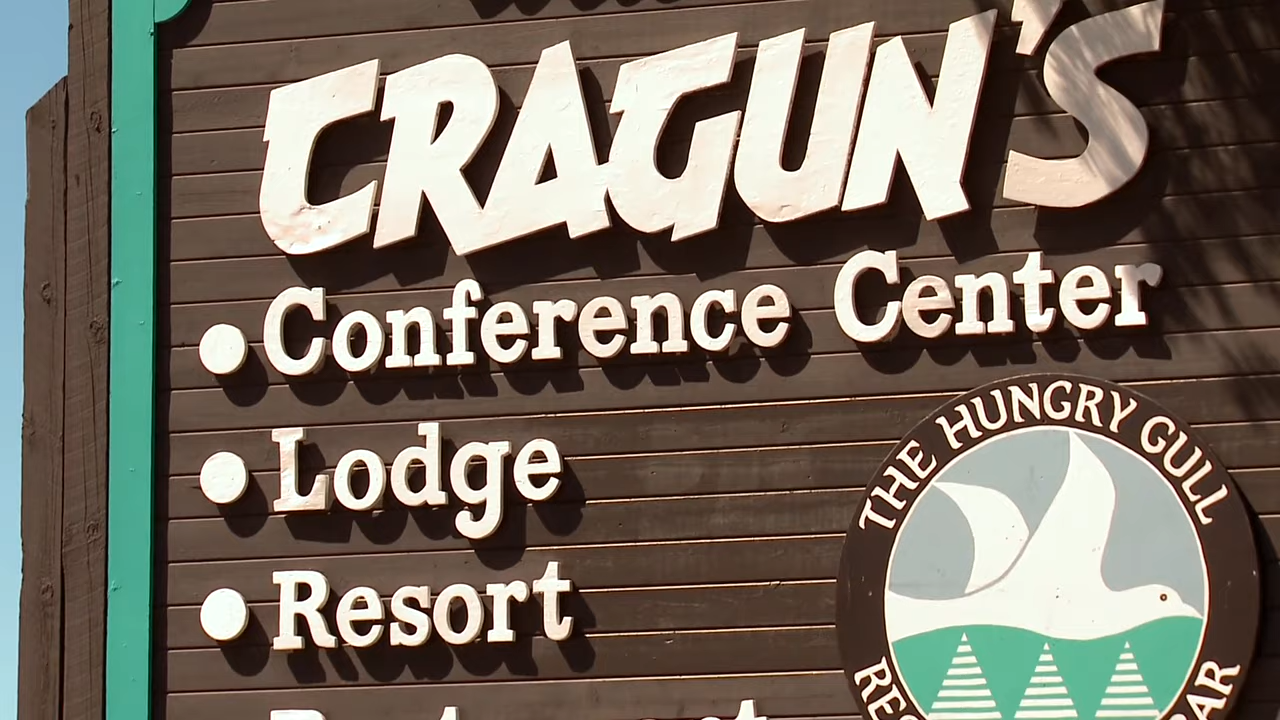 CRAGUN'S
• Conference Center
• Lodge
• Resort
THE HUNGRY GULL